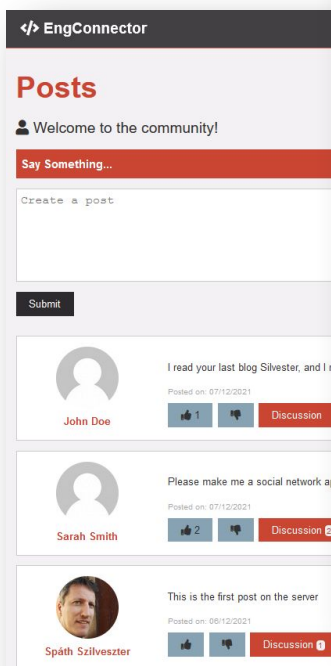 </> EngConnector
Posts
Welcome to the community!
Say Something...
Create a post
Submit
I read your last blog Silvester, and I
Posted on: 07/12/2021
1
Discussion
John Doe
Please make me a social network
Posted on: 07/12/2021
2
Discussion 2
Sarah Smith
This is the first post on the server
Posted on: 06/12/2021
Discussion 1
Späth Szilveszter